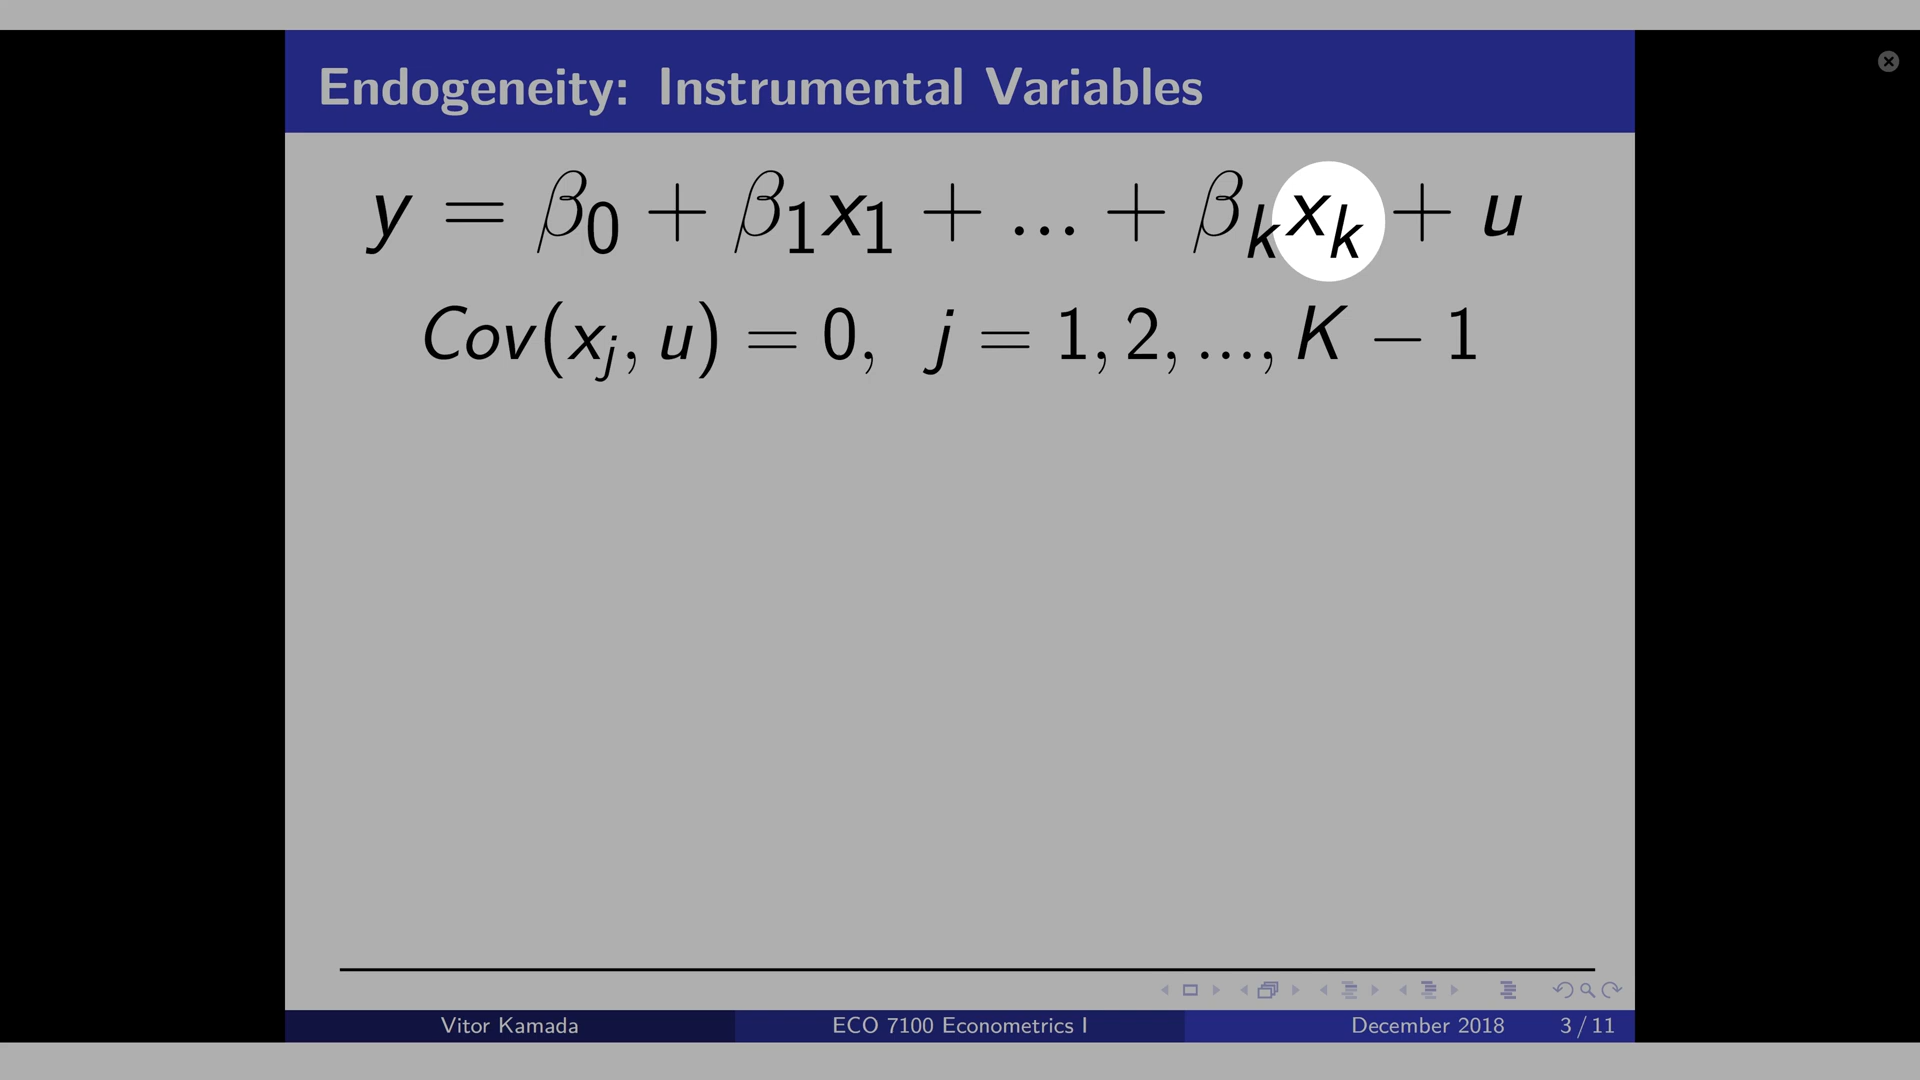 Endogeneity: Instrumental Variables
y = β₀ + β₁x₁ + ... + βₖxₖ + u
Cov(xⱼ, u) = 0, j = 1, 2, ..., K − 1
Vitor Kamada ECO 7100 Econometrics I December 2018 3 / 11